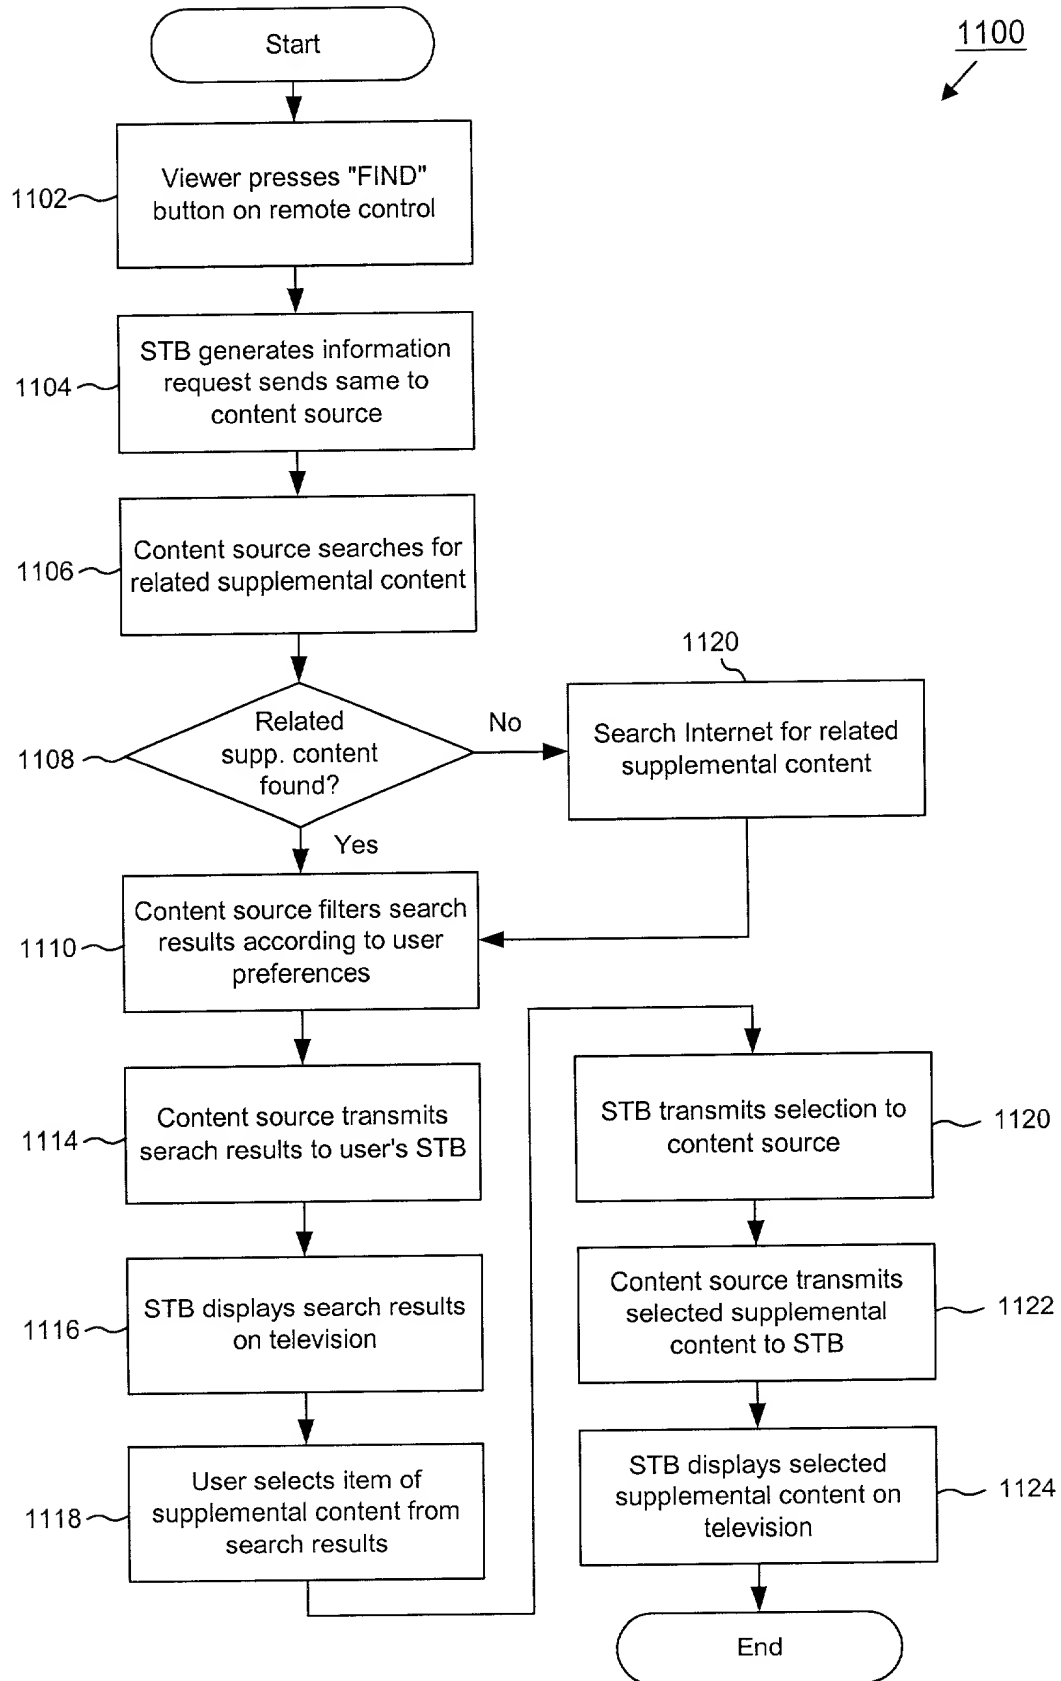 Start
1100
Viewer presses "FIND"
button on remote control
1102
STB generates information
request sends same to
content source
1104
Content source searches for
related supplemental content
1106
Related
supp. content
found?
1108
No
Yes
1120
Search Internet for related
supplemental content
Content source filters search
results according to user
preferences
1110
Content source transmits
serach results to user's STB
1114
STB displays search results
on television
1116
User selects item of
supplemental content from
search results
1118
STB transmits selection to
content source
1120
Content source transmits
selected supplemental
content to STB
1122
STB displays selected
supplemental content on
television
1124
End